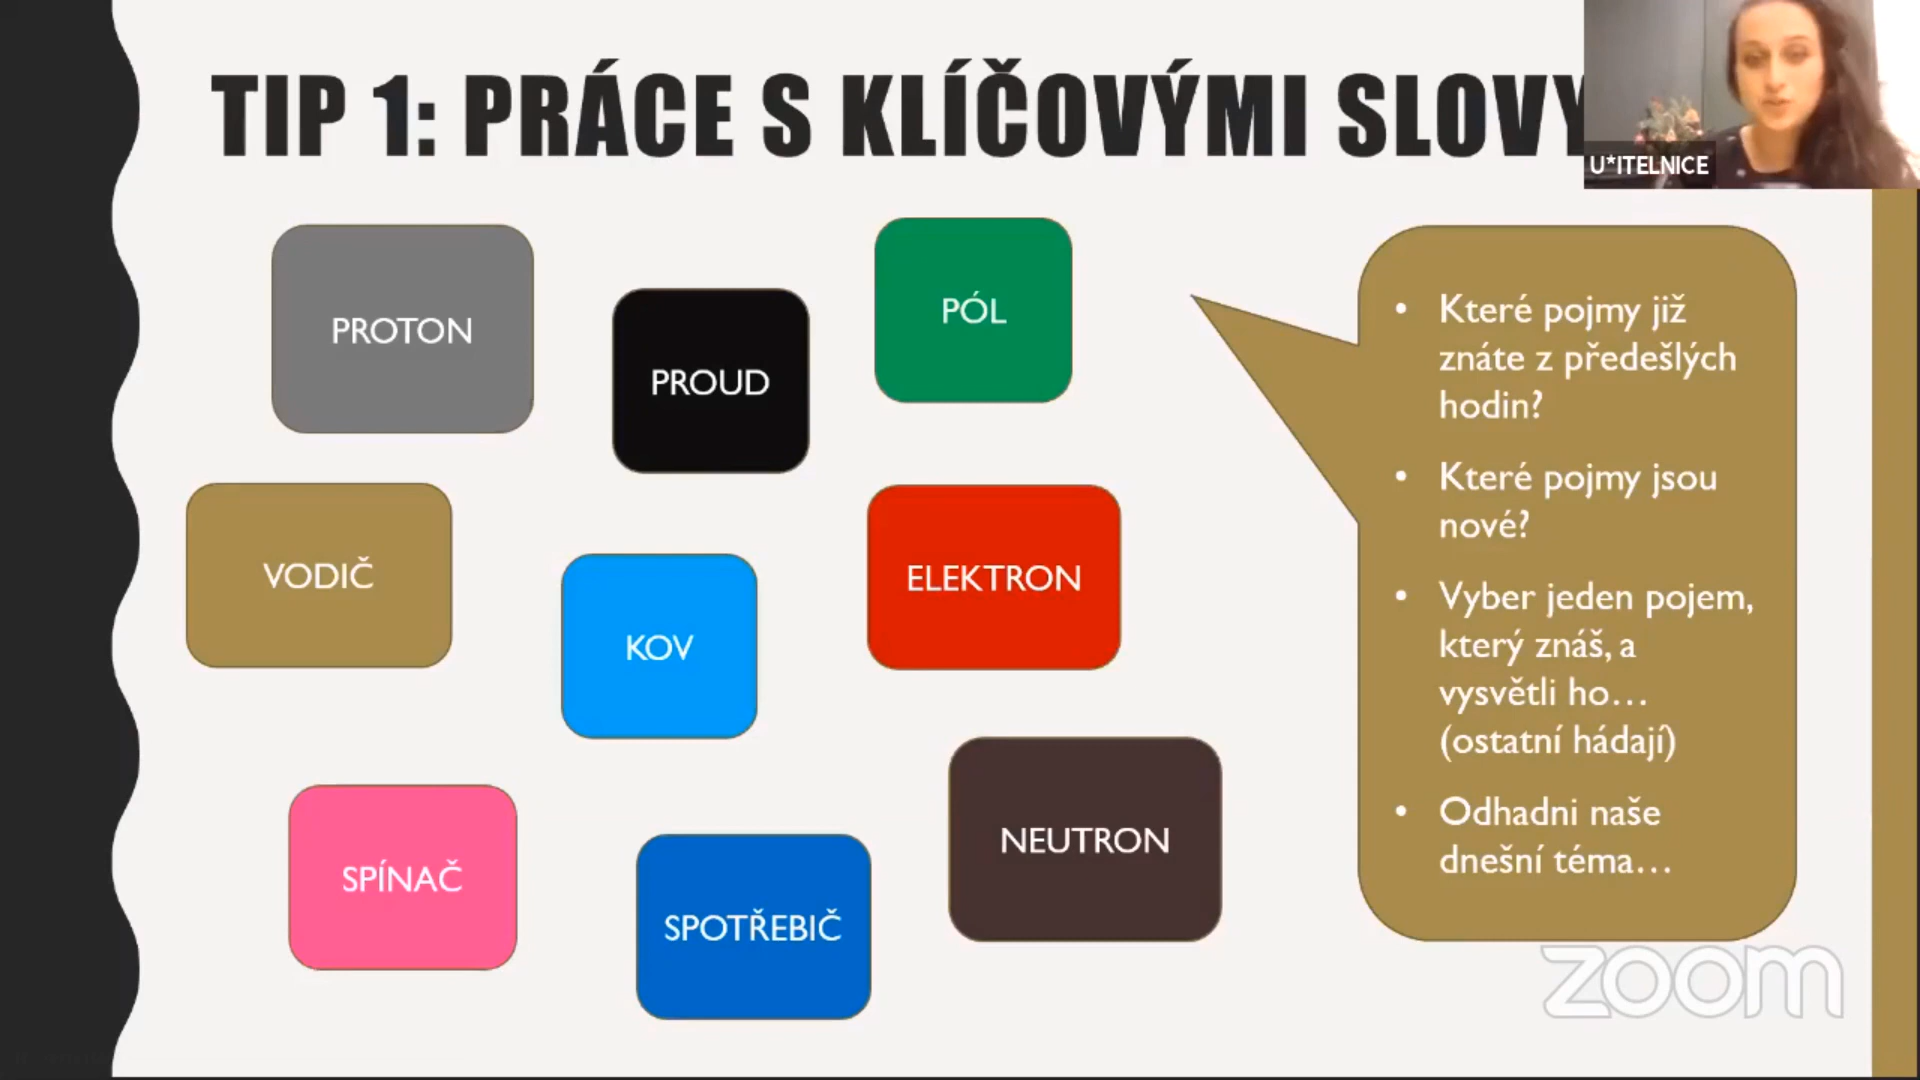 TIP 1: PRÁCE S KLÍČOVÝMI SLOVY
U*ITELNICE
PROTON
PROUD
PÓL
VODIČ
KOV
ELEKTRON
SPÍNAČ
SPOTŘEBIČ
NEUTRON
• Které pojmy již
znáte z předešlých
hodin?
• Které pojmy jsou
nové?
• Vyber jeden pojem,
který znáš, a
vysvětli ho…
(ostatní hádají)
• Odhadni naše
dnešní téma…
zoom